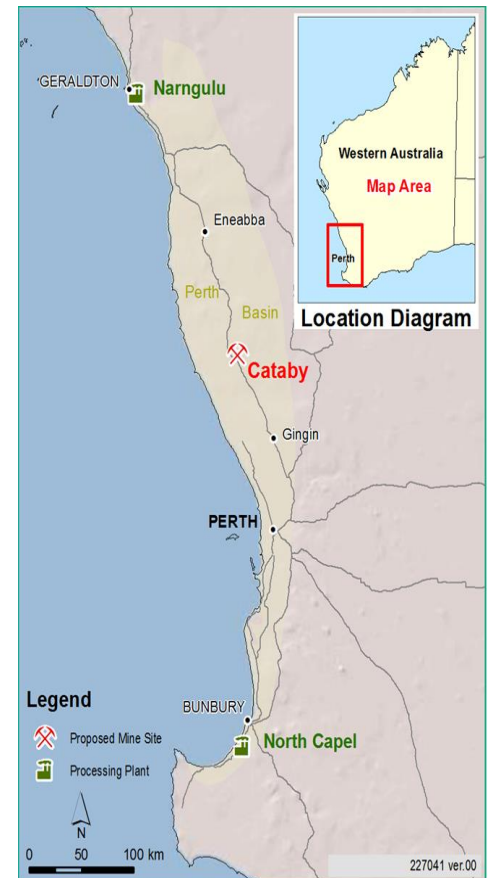 GERALDTON
Narngulu
Western Australia
Map Area
Perth
Location Diagram
Eneabba
Perth
Basin
Cataby
Gingin
PERTH
BUNBURY
North Capel
Legend
Proposed Mine Site
Processing Plant
N
0 50 100 km
227041 ver.00